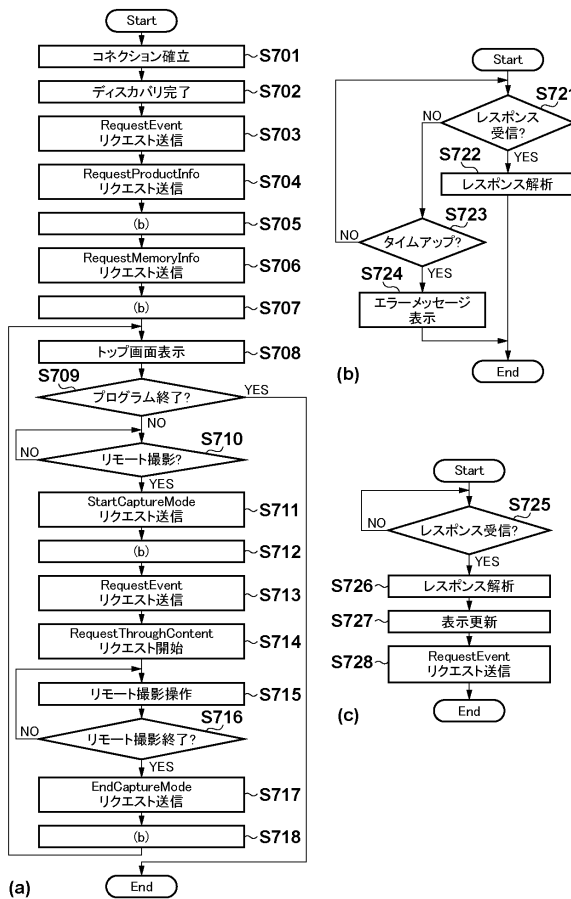 Start
コネクション確立
S701
ディスカバリ完了
S702
RequestEvent
リクエスト送信
S703
RequestProductInfo
リクエスト送信
S704
(b)
S705
RequestMemoryInfo
リクエスト送信
S706
(b)
S707
トップ画面表示
S708
S709
プログラム終了?
YES
NO
S710
リモート撮影?
NO
YES
StartCaptureMode
リクエスト送信
S711
(b)
S712
RequestEvent
リクエスト送信
S713
RequestThroughContent
リクエスト開始
S714
リモート撮影操作
S715
S716
リモート撮影終了?
NO
YES
EndCaptureMode
リクエスト送信
S717
(b)
S718
End
(a)
Start
S721
レスポンス
受信?
NO
YES
S722
レスポンス解析
S723
タイムアップ?
NO
YES
S724
エラーメッセージ
表示
End
(b)
Start
S725
レスポンス受信?
NO
YES
S726
レスポンス解析
S727
表示更新
S728
RequestEvent
リクエスト送信
End
(c)